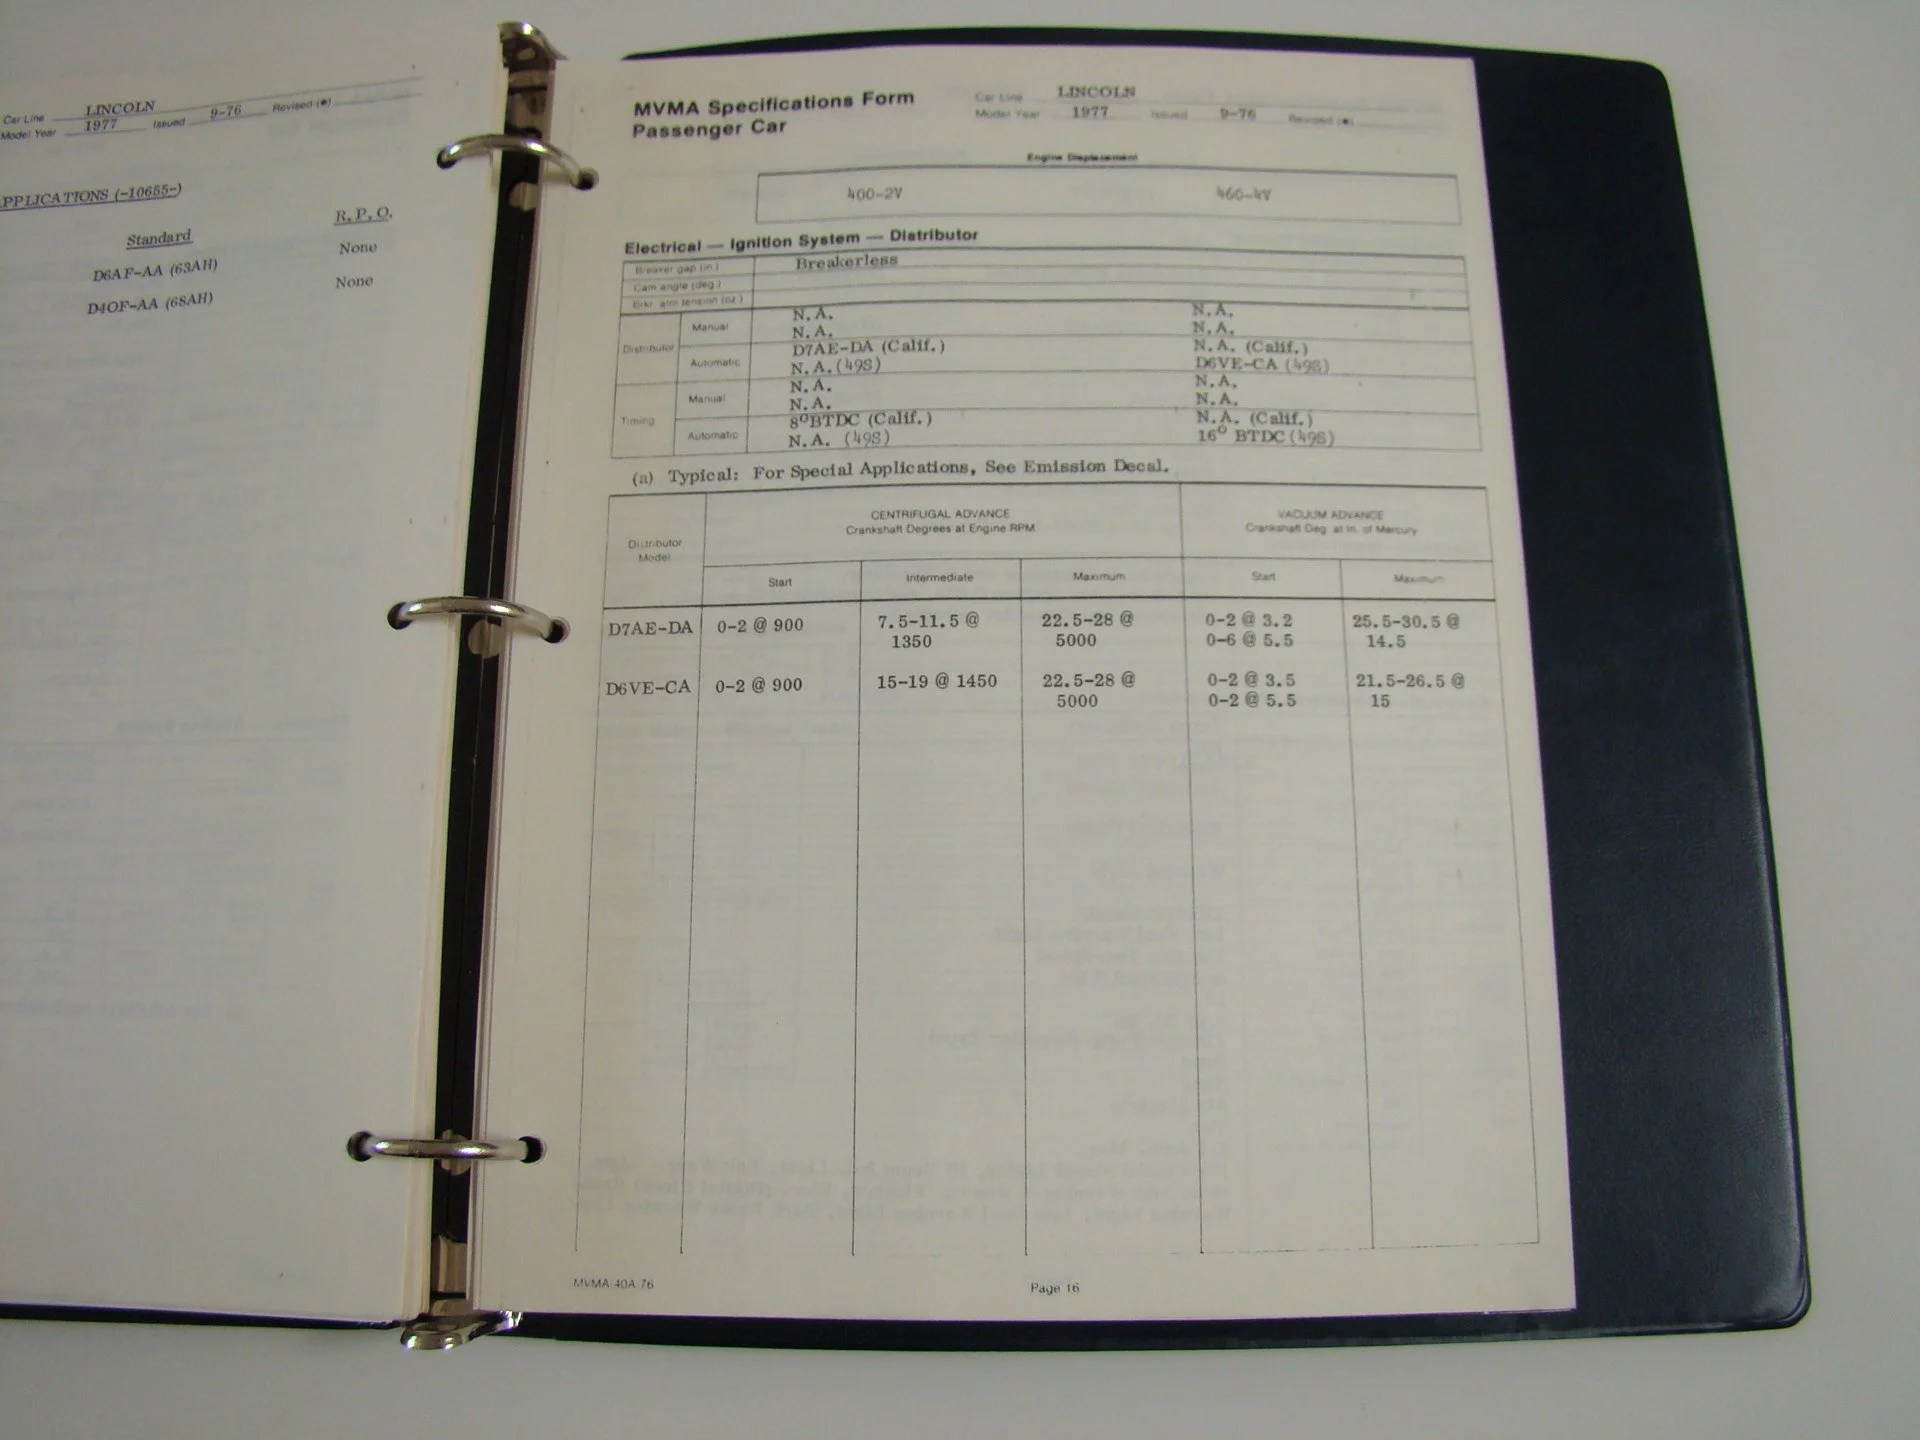 Car Line LINCOLN
Model Year 1977 Issued 9-76 Revised (●)
APPLICATIONS (-10655-)
Standard R.P.O.
D6AF-AA (63AH) None
D4OF-AA (68AH) None
MVMA Specifications Form
Passenger Car
Car Line LINCOLN
Model Year 1977 Issued 9-76 Revised (●)
Engine Displacement
400-2V 460-4V
Electrical — Ignition System — Distributor
Breaker gap (in.) Breakerless
Cam angle (deg.)
Brkr. arm tension (oz.)
Distributor Manual N.A. N.A.
N.A. N.A.
Automatic D7AE-DA (Calif.) N.A. (Calif.)
N.A. (49S) D6VE-CA (49S)
Timing Manual N.A. N.A.
N.A. N.A.
Automatic 8° BTDC (Calif.) N.A. (Calif.)
N.A. (49S) 16° BTDC (49S)
(a) Typical: For Special Applications, See Emission Decal.
Distributor Model
CENTRIFUGAL ADVANCE
Crankshaft Degrees at Engine RPM
VACUUM ADVANCE
Crankshaft Deg. at In. of Mercury
Start Intermediate Maximum Start Maximum
D7AE-DA 0-2 @ 900 7.5-11.5 @ 22.5-28 @ 0-2 @ 3.2 25.5-30.5 @
1350 5000 0-6 @ 5.5 14.5
D6VE-CA 0-2 @ 900 15-19 @ 1450 22.5-28 @ 0-2 @ 3.5 21.5-26.5 @
5000 0-2 @ 5.5 15
MVMA-40A-76 Page 16